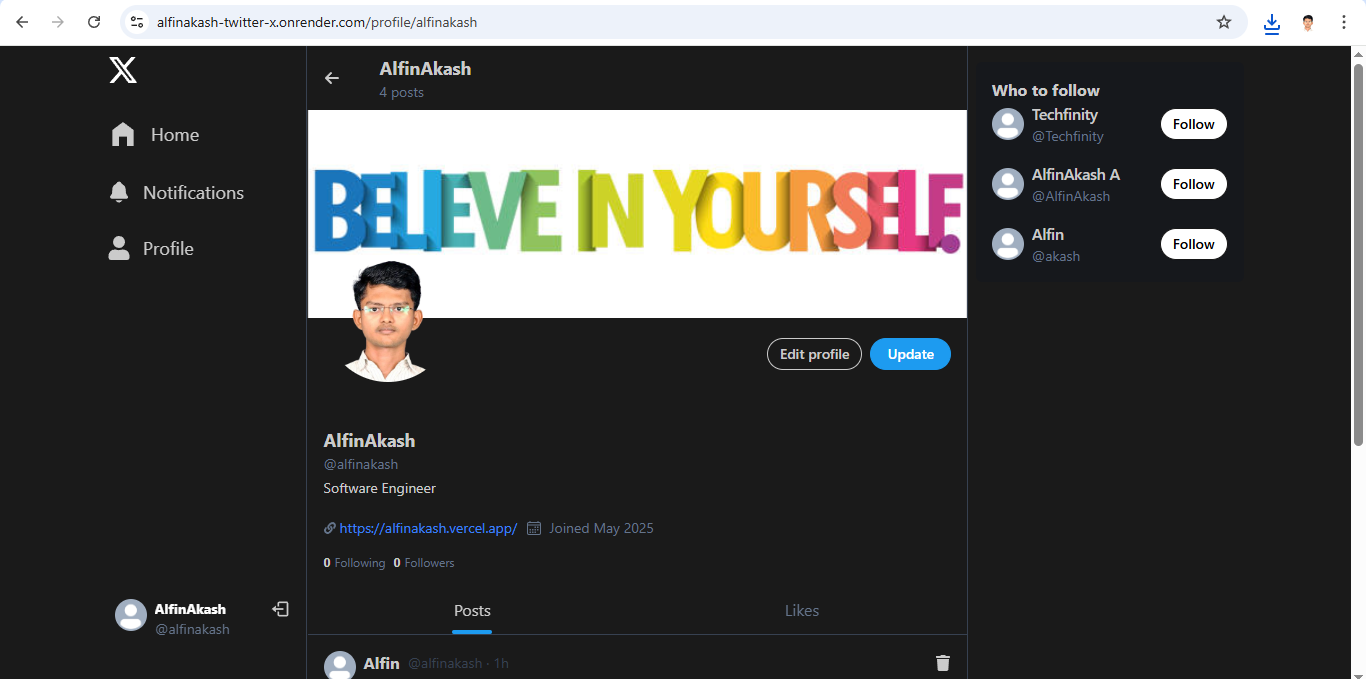 alfinakash-twitter-x.onrender.com/profile/alfinakash
Home
Notifications
Profile
AlfinAkash
@alfinakash
AlfinAkash
4 posts
BELIEVE IN YOURSELF.
Edit profile
Update
AlfinAkash
@alfinakash
Software Engineer
https://alfinakash.vercel.app/ Joined May 2025
0 Following 0 Followers
Posts Likes
Alfin @alfinakash · 1h
Who to follow
Techfinity
@Techfinity
Follow
AlfinAkash A
@AlfinAkash
Follow
Alfin
@akash
Follow